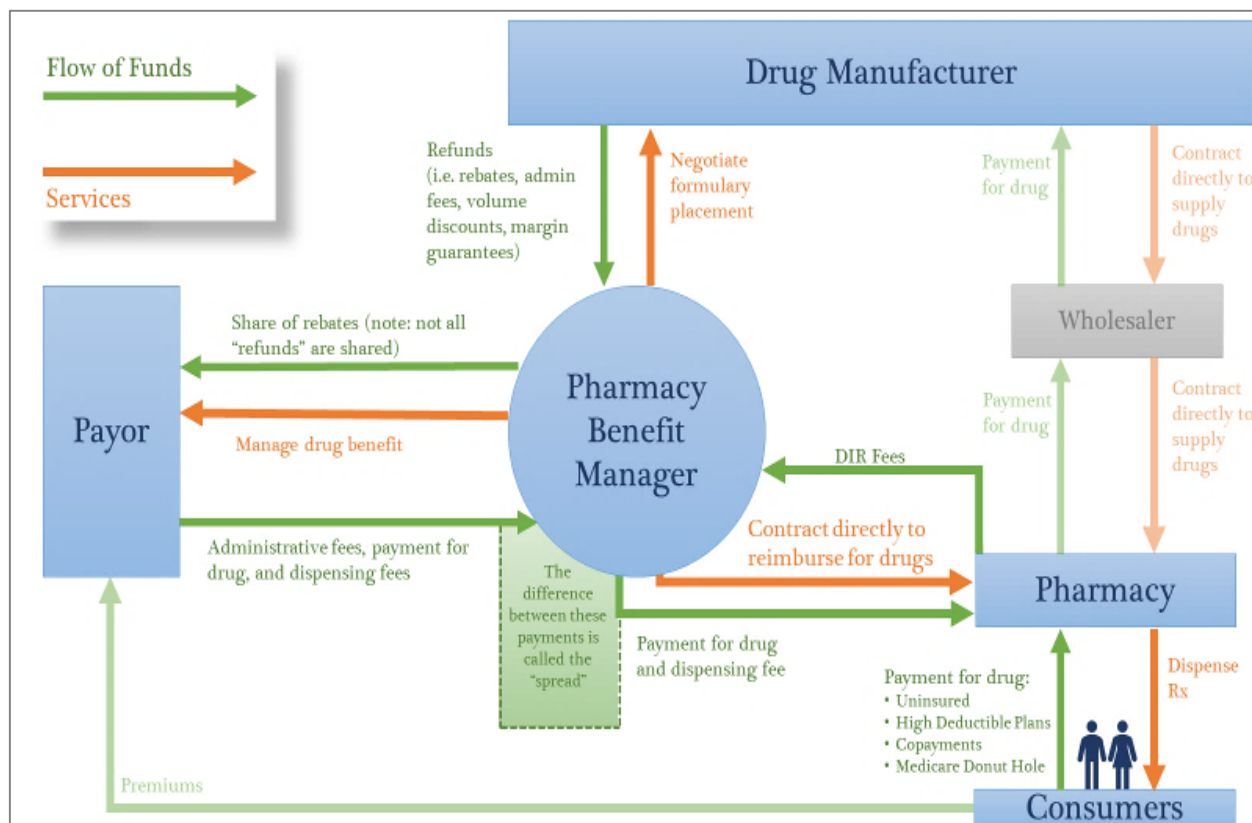 Flow of Funds
Services
Drug Manufacturer
Refunds
(i.e. rebates, admin
fees, volume
discounts, margin
guarantees)
Negotiate
formulary
placement
Payment
for drug
Contract
directly to
supply
drugs
Wholesaler
Share of rebates (note: not all
“refunds” are shared)
Payor
Manage drug benefit
Pharmacy
Benefit
Manager
Payment
for drug
Contract
directly to
supply
drugs
DIR Fees
Administrative fees, payment for
drug, and dispensing fees
Contract directly to
reimburse for drugs
The
difference
between these
payments is
called the
“spread”
Pharmacy
Payment for drug
and dispensing fee
Payment for drug:
• Uninsured
• High Deductible Plans
• Copayments
• Medicare Donut Hole
Dispense
Rx
Premiums
Consumers